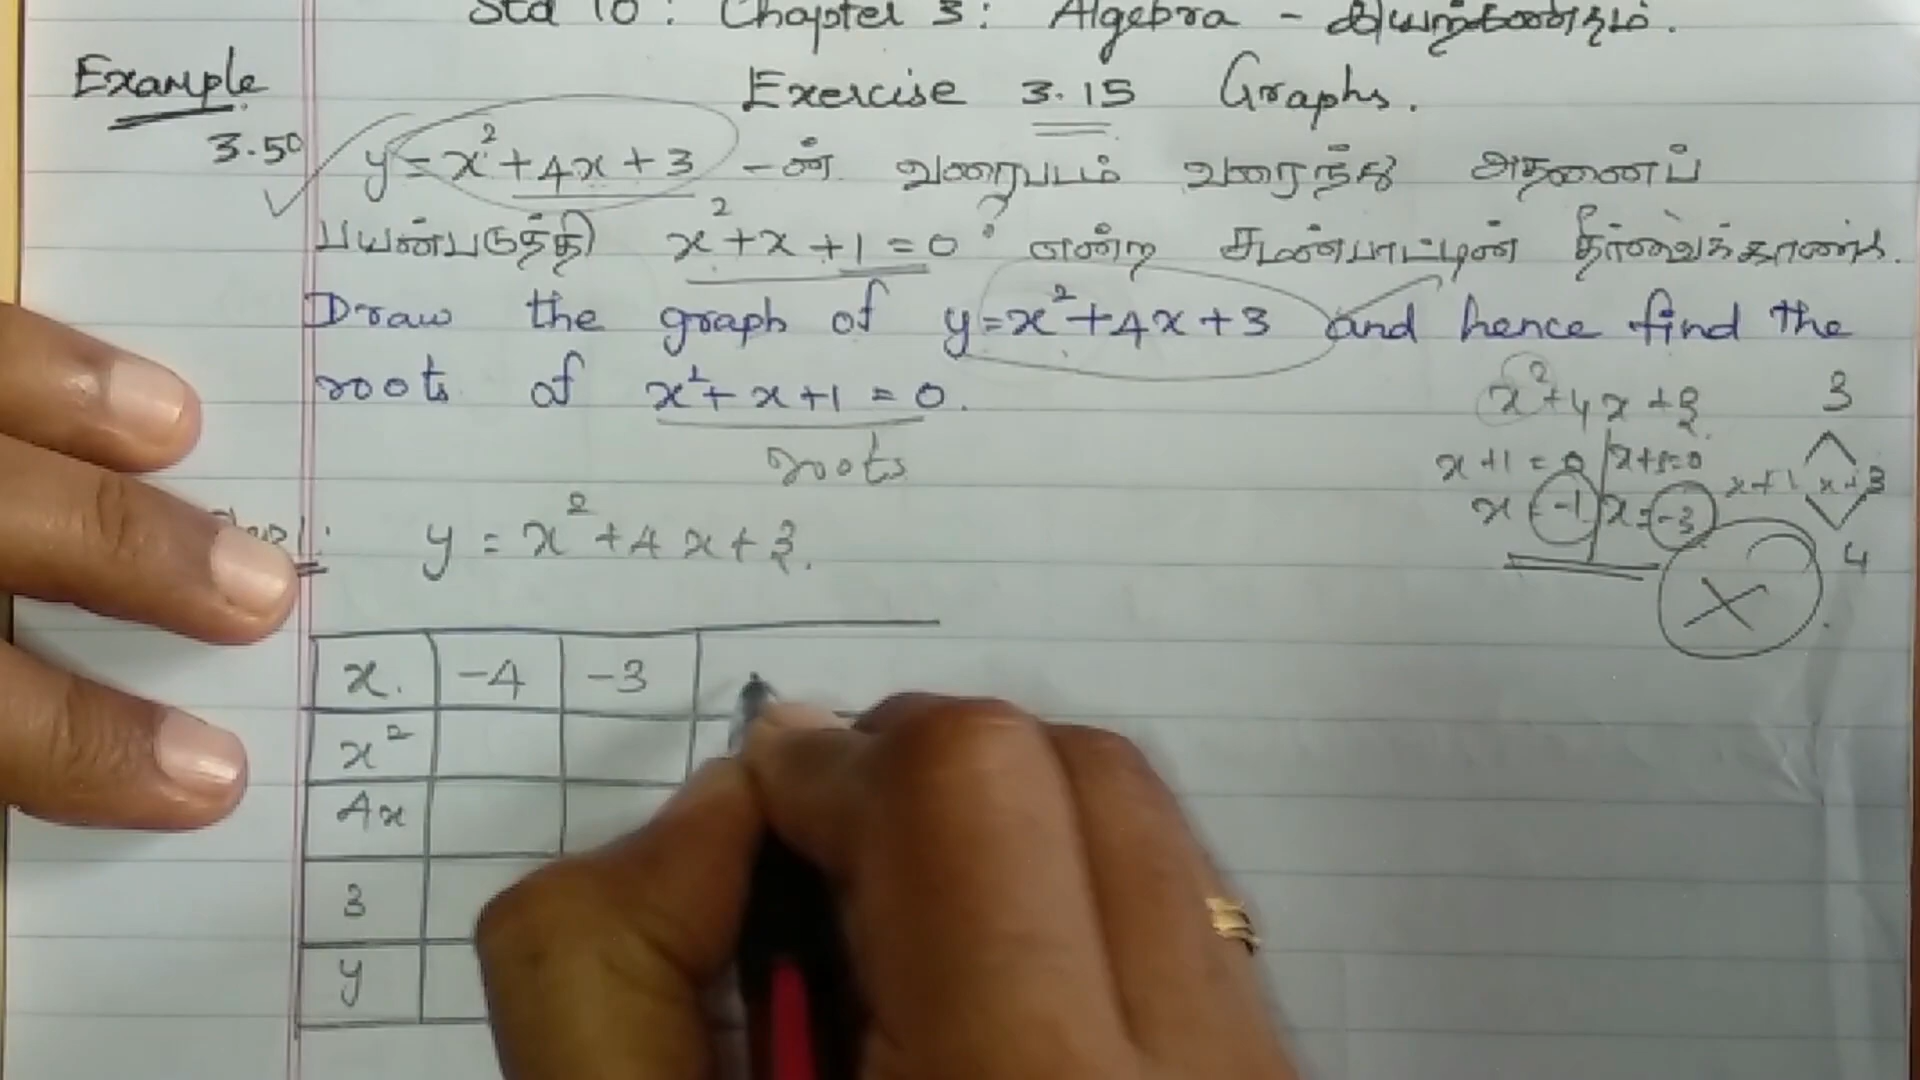 Std 10 : Chapter 3 : Algebra - இயற்கணிதம்.
Example
Exercise 3.15 Graphs.
3.50 y = x² + 4x + 3 -ன் வரைபடம் வரைந்து அதனைப்
பயன்படுத்தி x² + x + 1 = 0 என்ற சமன்பாட்டின் தீர்வைக்காண்க.
Draw the graph of y = x² + 4x + 3 and hence find the
roots of x² + x + 1 = 0.
roots
x² + 4x + 3
3
x + 1 = 0
x + 1 x + 3
x = -1 x = -3
4
y = x² + 4x + 3.
x. -4 -3
x²
4x
3
y